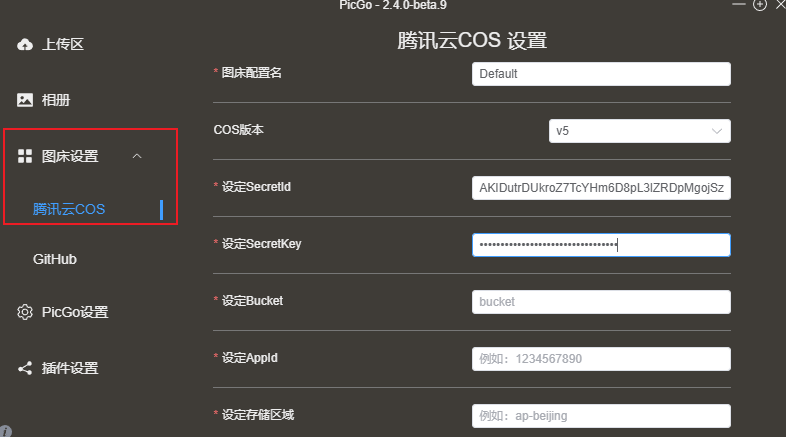 PicGo - 2.4.0-beta.9
上传区
相册
图床设置
腾讯云COS
GitHub
PicGo设置
插件设置
腾讯云COS 设置
* 图床配置名
Default
COS版本
v5
* 设定SecretId
AKIDutrDUkroZ7TcYHm6D8pL3lZRDpMgojSz
* 设定SecretKey
* 设定Bucket
bucket
* 设定AppId
例如：1234567890
* 设定存储区域
例如：ap-beijing